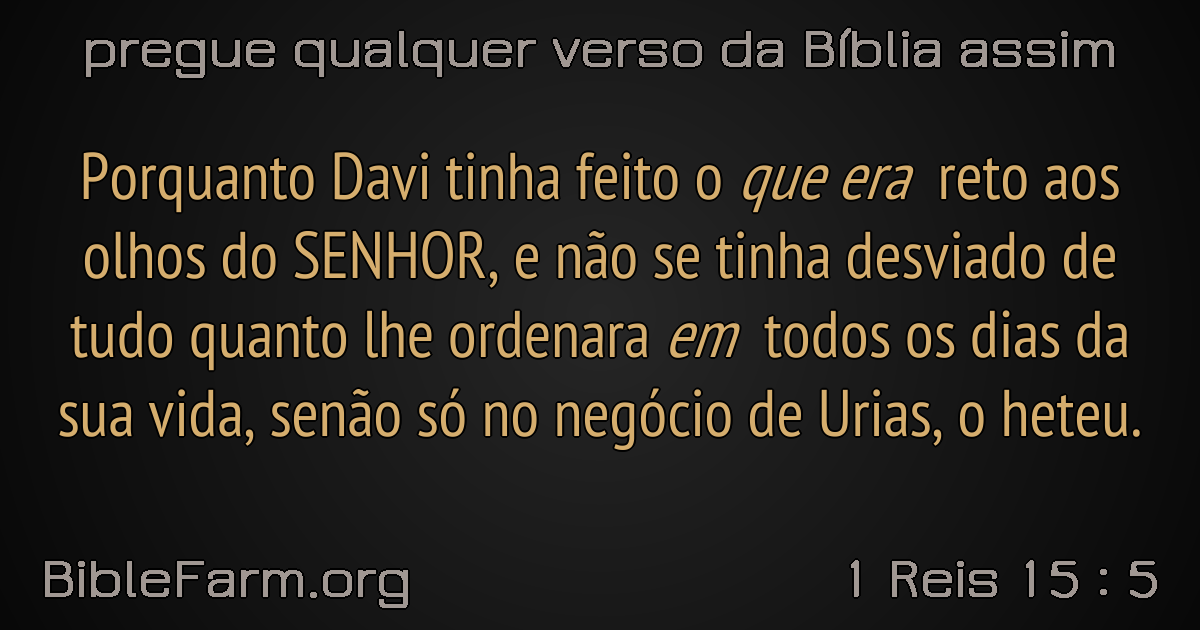 pregue qualquer verso da Bíblia assim
Porquanto Davi tinha feito o que era reto aos
olhos do SENHOR, e não se tinha desviado de
tudo quanto lhe ordenara em todos os dias da
sua vida, senão só no negócio de Urias, o heteu.
BibleFarm.org
1 Reis 15 : 5